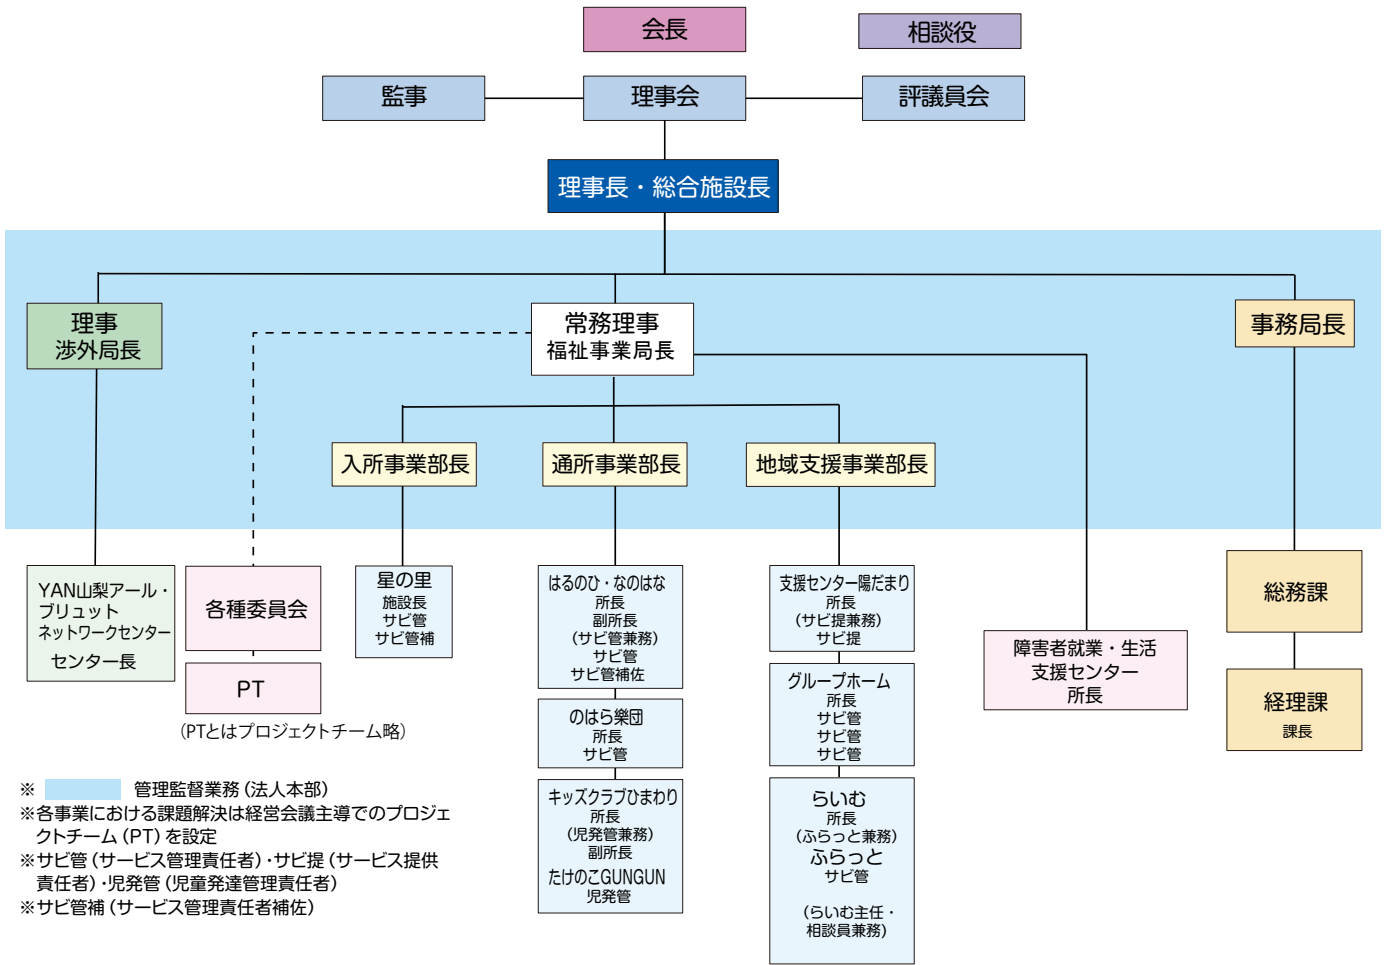 会長
相談役
監事
理事会
評議員会
理事長・総合施設長
理事
渉外局長
常務理事
福祉事業局長
事務局長
入所事業部長
通所事業部長
地域支援事業部長
YAN山梨アール・
ブリュット
ネットワークセンター
センター長
各種委員会
PT
(PTとはプロジェクトチーム略)
星の里
施設長
サビ管
サビ管補
はるのひ・なのはな
所長
副所長
(サビ管兼務)
サビ管
サビ管補佐
のはら樂団
所長
サビ管
キッズクラブひまわり
所長
(児発管兼務)
副所長
たけのこGUNGUN
児発管
支援センター陽だまり
所長
(サビ提兼務)
サビ提
グループホーム
所長
サビ管
サビ管
サビ管
らいむ
所長
(ふらっと兼務)
ふらっと
サビ管
(らいむ主任・
相談員兼務)
障害者就業・生活
支援センター
所長
総務課
経理課
課長
※ 管理監督業務(法人本部)
※各事業における課題解決は経営会議主導でのプロジェ
クトチーム(PT)を設定
※サビ管(サービス管理責任者)・サビ提(サービス提供
責任者)・児発管(児童発達管理責任者)
※サビ管補(サービス管理責任者補佐)